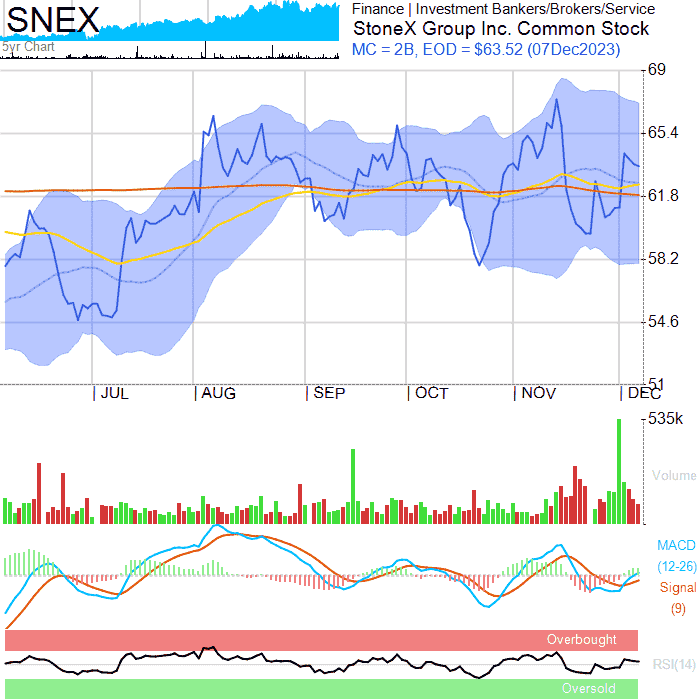 SNEX
5yr Chart
Finance | Investment Bankers/Brokers/Service
StoneX Group Inc. Common Stock
MC = 2B, EOD = $63.52 (07Dec2023)
69
65.4
61.8
58.2
54.6
51
JUL AUG SEP OCT NOV DEC
535k
Volume
MACD
(12-26)
Signal
(9)
Overbought
RSI(14)
Oversold